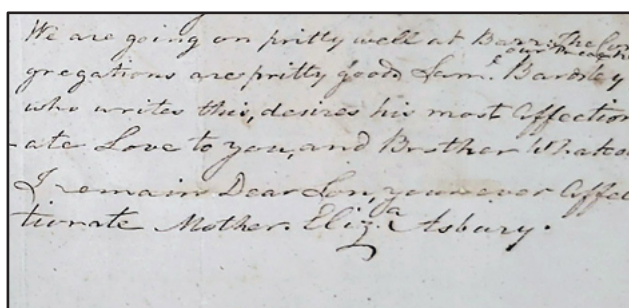 We are going on pritty well at Barr. The Con
gregations are pritty good Sam.l Bardsley
who writes this, desires his most affection
-ate Love to you, and Brother Whatco
I remain Dear Son, your ever affec
tionate Mother. Eliz.a Asbury.